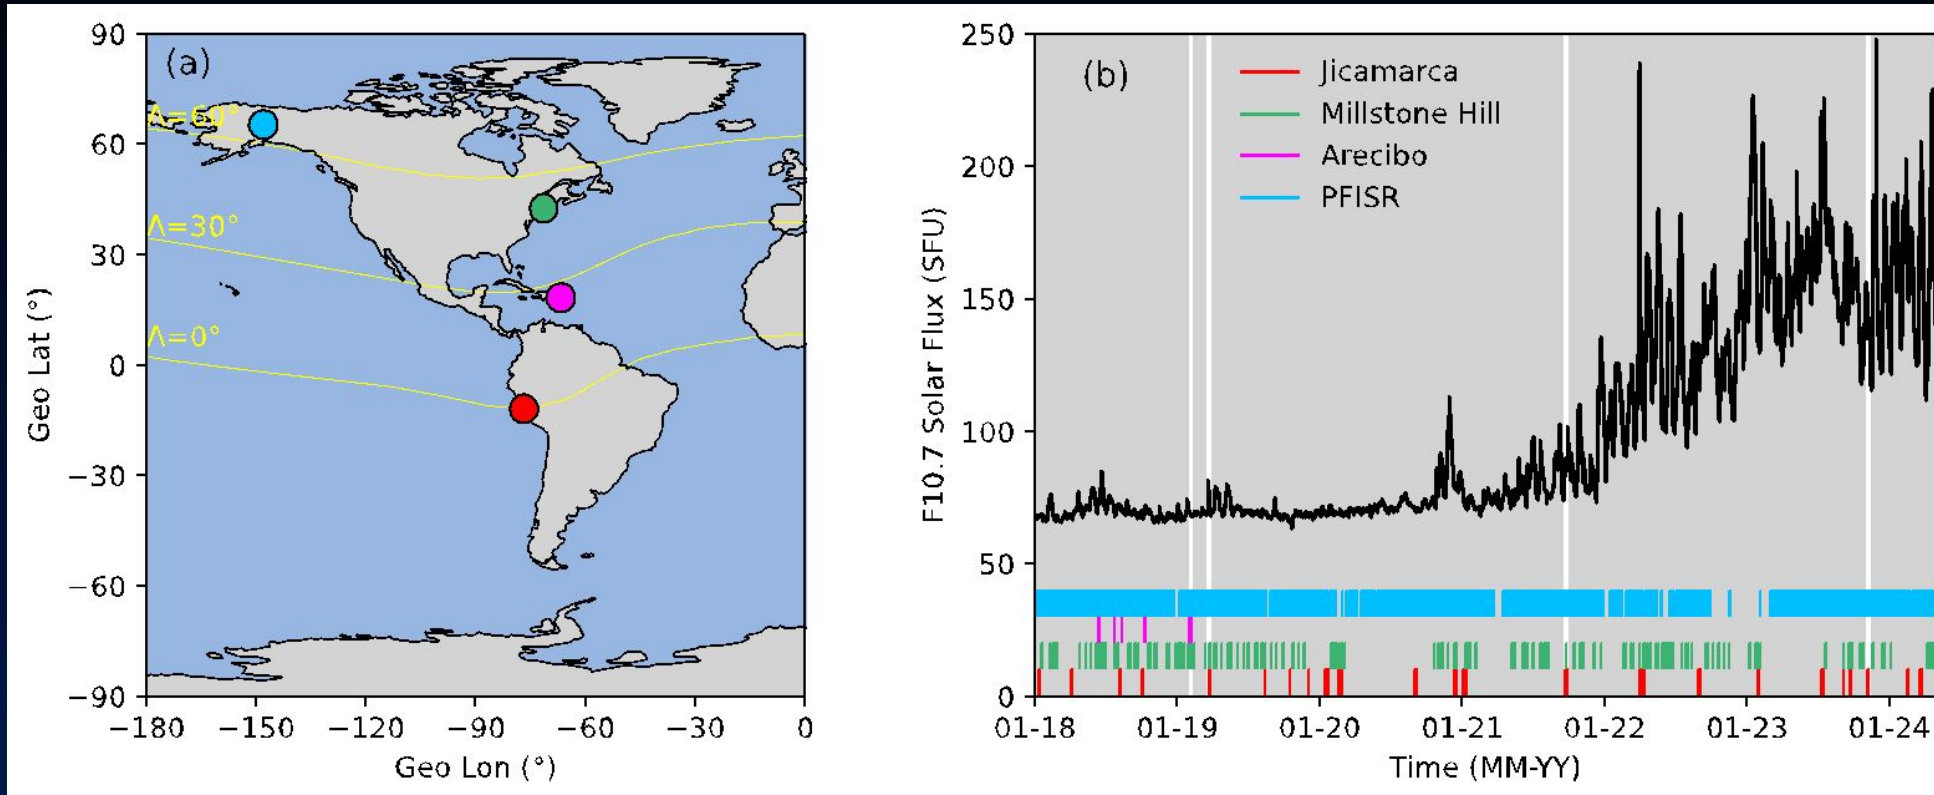 (a)
90
60
30
0
−30
−60
−90
Geo Lat (°)
Λ=60°
Λ=30°
Λ=0°
−180
−150
−120
−90
−60
−30
0
Geo Lon (°)
(b)
Jicamarca
Millstone Hill
Arecibo
PFISR
250
200
150
100
50
0
F10.7 Solar Flux (SFU)
01-18
01-19
01-20
01-21
01-22
01-23
01-24
Time (MM-YY)